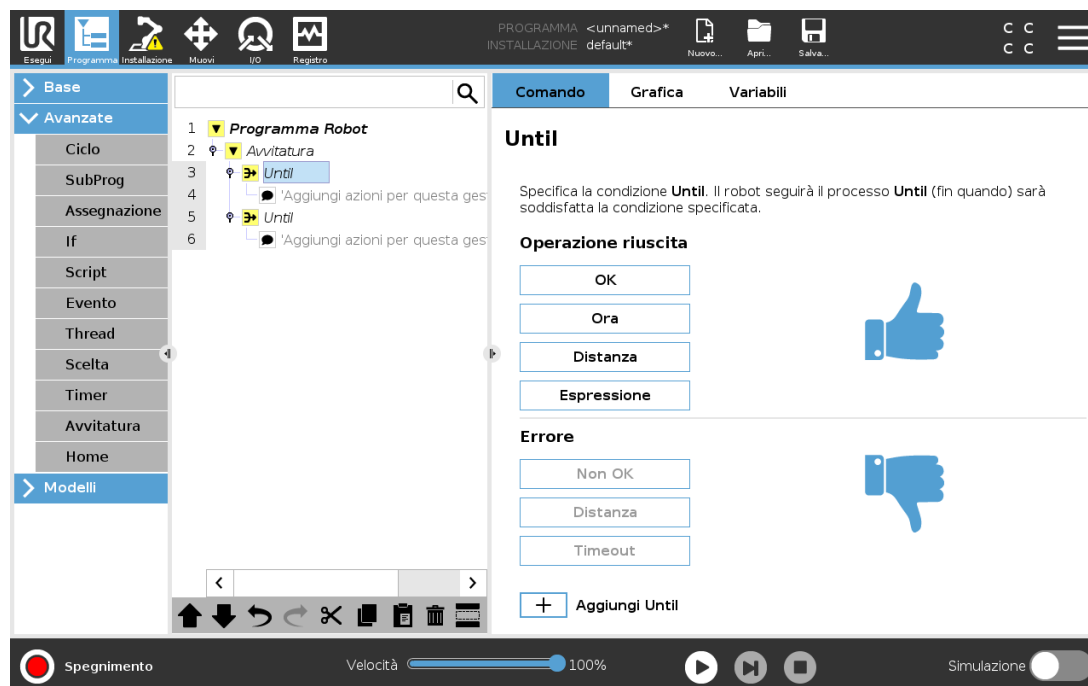 PROGRAMMA <unnamed>*
INSTALLAZIONE default*
UR
Esegui Programma Installazione Muovi I/O Registro
Nuovo... Apri... Salva...
C C
C C
Base
Avanzate
Ciclo
SubProg
Assegnazione
If
Script
Evento
Thread
Scelta
Timer
Avvitatura
Home
Modelli
1 Programma Robot
2 Avvitatura
3 Until
4 'Aggiungi azioni per questa ges
5 Until
6 'Aggiungi azioni per questa ges
Comando Grafica Variabili
Until
Specifica la condizione Until. Il robot seguirà il processo Until (fin quando) sarà
soddisfatta la condizione specificata.
Operazione riuscita
OK
Ora
Distanza
Espressione
Errore
Non OK
Distanza
Timeout
+ Aggiungi Until
Spegnimento
Velocità 100%
Simulazione